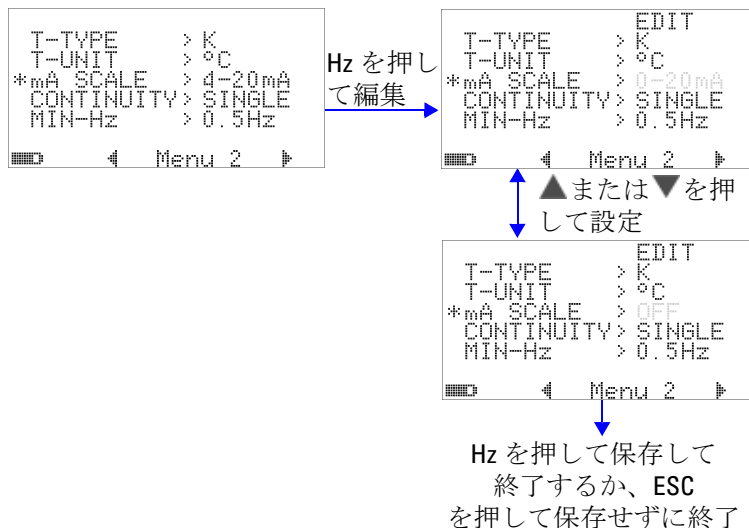 T-TYPE > K
T-UNIT > ºC
*mA SCALE > 4-20mA
CONTINUITY> SINGLE
MIN-Hz > 0.5Hz
Menu 2
Hz を押し
て編集
EDIT
T-TYPE > K
T-UNIT > ºC
*mA SCALE > 0-20mA
CONTINUITY> SINGLE
MIN-Hz > 0.5Hz
Menu 2
▲または▼を押
して設定
EDIT
T-TYPE > K
T-UNIT > ºC
*mA SCALE > OFF
CONTINUITY> SINGLE
MIN-Hz > 0.5Hz
Menu 2
Hz を押して保存して
終了するか、ESC
を押して保存せずに終了